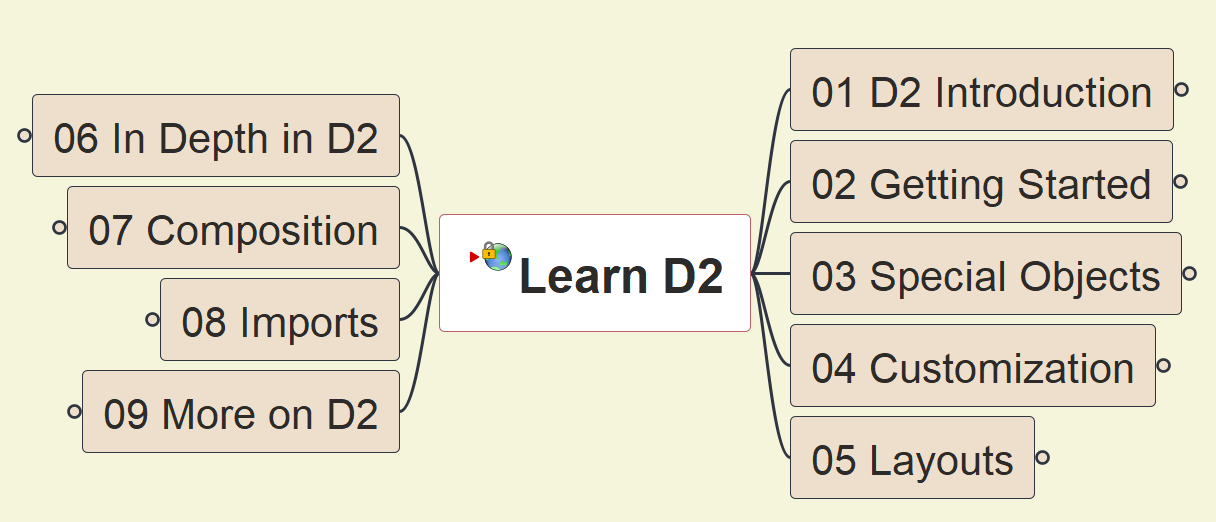 Learn D2
01 D2 Introduction
02 Getting Started
03 Special Objects
04 Customization
05 Layouts
06 In Depth in D2
07 Composition
08 Imports
09 More on D2